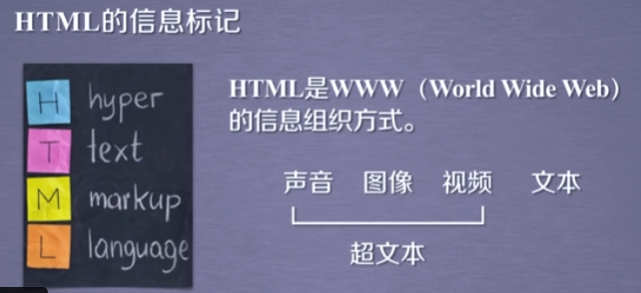 HTML的信息标记
H hyper
T text
M markup
L language
HTML是WWW（World Wide Web）
的信息组织方式。
声音 图像 视频 文本
超文本